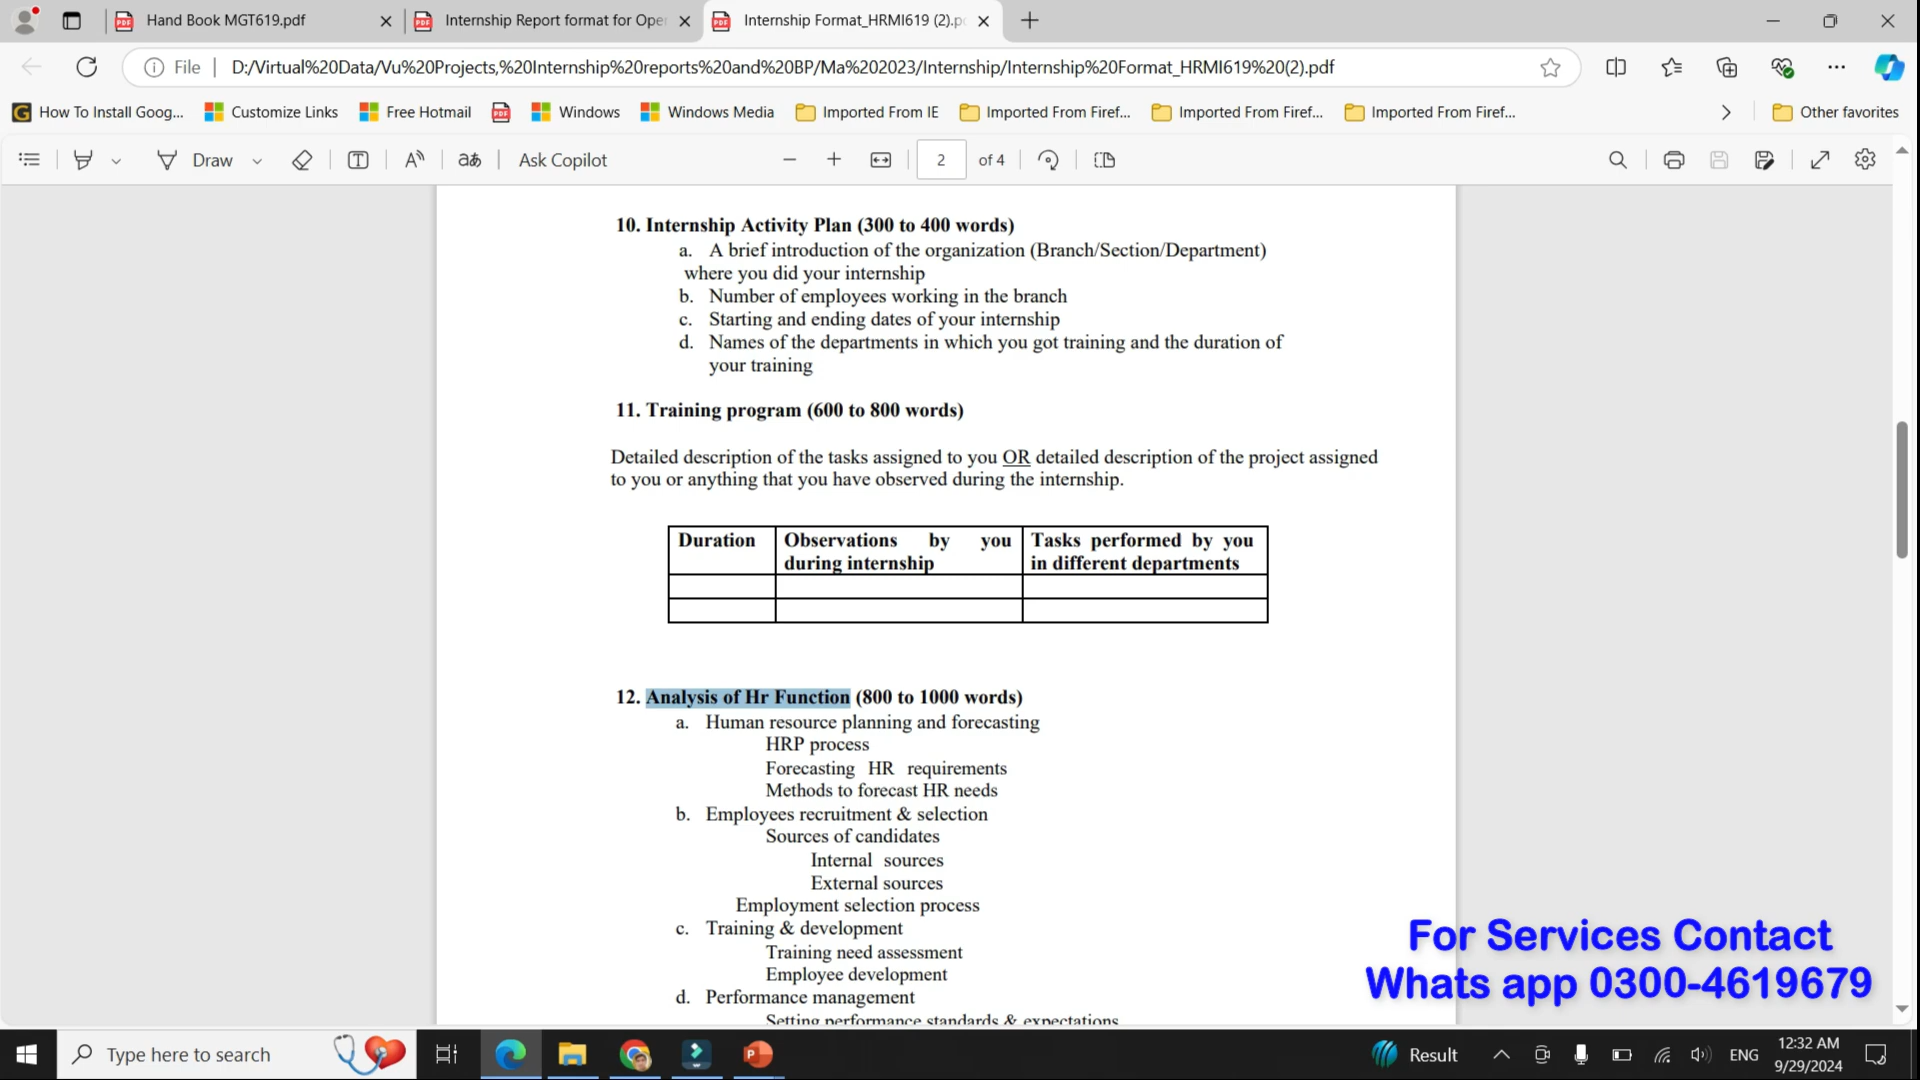 Hand Book MGT619.pdf
Internship Report format for Oper
Internship Format_HRMI619 (2).p
File
D:/Virtual%20Data/Vu%20Projects,%20Internship%20reports%20and%20BP/Ma%202023/Internship/Internship%20Format_HRMI619%20(2).pdf
How To Install Goog...
Customize Links
Free Hotmail
Windows
Windows Media
Imported From IE
Imported From Firef...
Imported From Firef...
Imported From Firef...
Other favorites
Draw
Ask Copilot
2
of 4
10. Internship Activity Plan (300 to 400 words)
a. A brief introduction of the organization (Branch/Section/Department)
where you did your internship
b. Number of employees working in the branch
c. Starting and ending dates of your internship
d. Names of the departments in which you got training and the duration of
your training
11. Training program (600 to 800 words)
Detailed description of the tasks assigned to you OR detailed description of the project assigned
to you or anything that you have observed during the internship.
Duration
Observations by you
during internship
Tasks performed by you
in different departments
12. Analysis of Hr Function (800 to 1000 words)
a. Human resource planning and forecasting
HRP process
Forecasting HR requirements
Methods to forecast HR needs
b. Employees recruitment & selection
Sources of candidates
Internal sources
External sources
Employment selection process
c. Training & development
Training need assessment
Employee development
d. Performance management
Setting performance standards & expectations
For Services Contact
Whats app 0300-4619679
Type here to search
Result
ENG
12:32 AM
9/29/2024